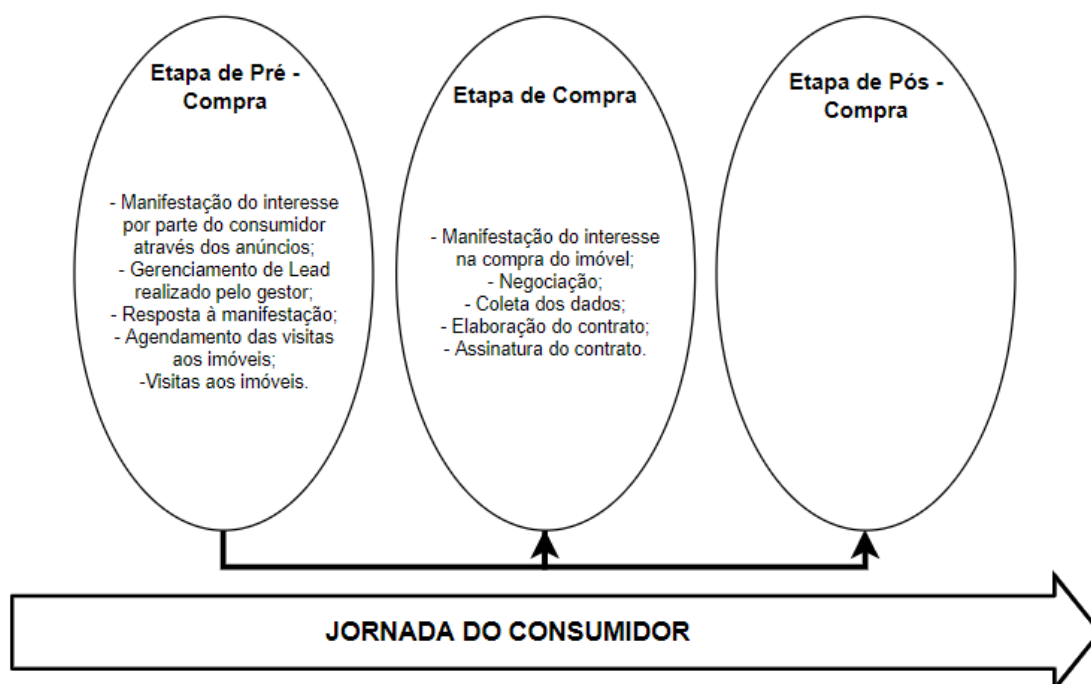 Etapa de Pré -
Compra
- Manifestação do interesse
por parte do consumidor
através dos anúncios;
- Gerenciamento de Lead
realizado pelo gestor;
- Resposta à manifestação;
- Agendamento das visitas
aos imóveis;
-Visitas aos imóveis.
Etapa de Compra
- Manifestação do interesse
na compra do imóvel;
- Negociação;
- Coleta dos dados;
- Elaboração do contrato;
- Assinatura do contrato.
Etapa de Pós -
Compra
JORNADA DO CONSUMIDOR